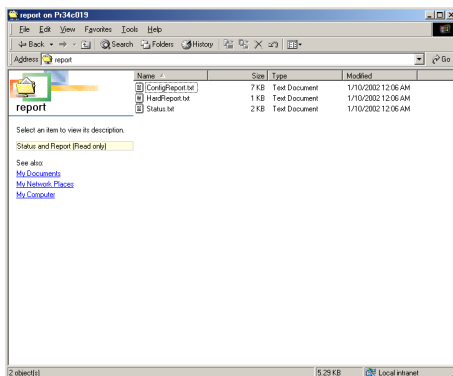 report on Pr34c019
File Edit View Favorites Tools Help
Back Search Folders History
Address report Go
Name Size Type Modified
ConfigReport.txt 7 KB Text Document 1/10/2002 12:06 AM
HardReport.txt 1 KB Text Document 1/10/2002 12:06 AM
Status.txt 2 KB Text Document 1/10/2002 12:06 AM
report
Select an item to view its description.
Status and Report (Read only)
See also:
My Documents
My Network Places
My Computer
2 object(s) 5.29 KB Local intranet